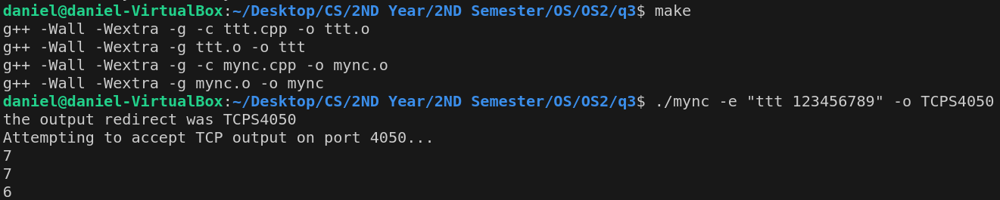 daniel@daniel-VirtualBox:~/Desktop/CS/2ND Year/2ND Semester/OS/OS2/q3$ make
g++ -Wall -Wextra -g -c ttt.cpp -o ttt.o
g++ -Wall -Wextra -g ttt.o -o ttt
g++ -Wall -Wextra -g -c mync.cpp -o mync.o
g++ -Wall -Wextra -g mync.o -o mync
daniel@daniel-VirtualBox:~/Desktop/CS/2ND Year/2ND Semester/OS/OS2/q3$ ./mync -e "ttt 123456789" -o TCPS4050
the output redirect was TCPS4050
Attempting to accept TCP output on port 4050...
7
7
6